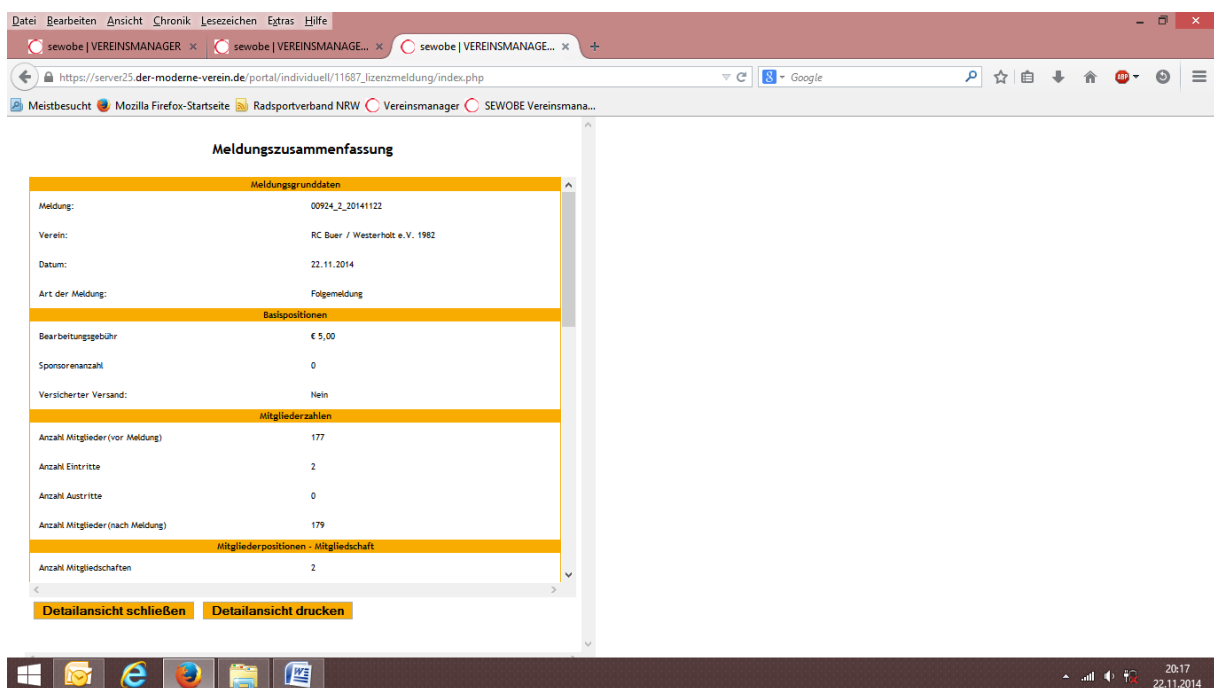 Datei Bearbeiten Ansicht Chronik Lesezeichen Extras Hilfe
sewobe | VEREINSMANAGER × sewobe | VEREINSMANAGE... × sewobe | VEREINSMANAGE... × +
https://server25.der-moderne-verein.de/portal/individuell/11687_lizenzmeldung/index.php 8 Google ABP
Meistbesucht Mozilla Firefox-Startseite Radsportverband NRW Vereinsmanager SEWOBE Vereinsmana...
Meldungszusammenfassung
Meldungsgrunddaten
Meldung: 00924_2_20141122
Verein: RC Buer / Westerholt e.V. 1982
Datum: 22.11.2014
Art der Meldung: Folgemeldung
Basispositionen
Bearbeitungsgebühr € 5,00
Sponsorenanzahl 0
Versicherter Versand: Nein
Mitgliederzahlen
Anzahl Mitglieder (vor Meldung) 177
Anzahl Eintritte 2
Anzahl Austritte 0
Anzahl Mitglieder (nach Meldung) 179
Mitgliederpositionen - Mitgliedschaft
Anzahl Mitgliedschaften 2
Detailansicht schließen Detailansicht drucken
20:17
22.11.2014